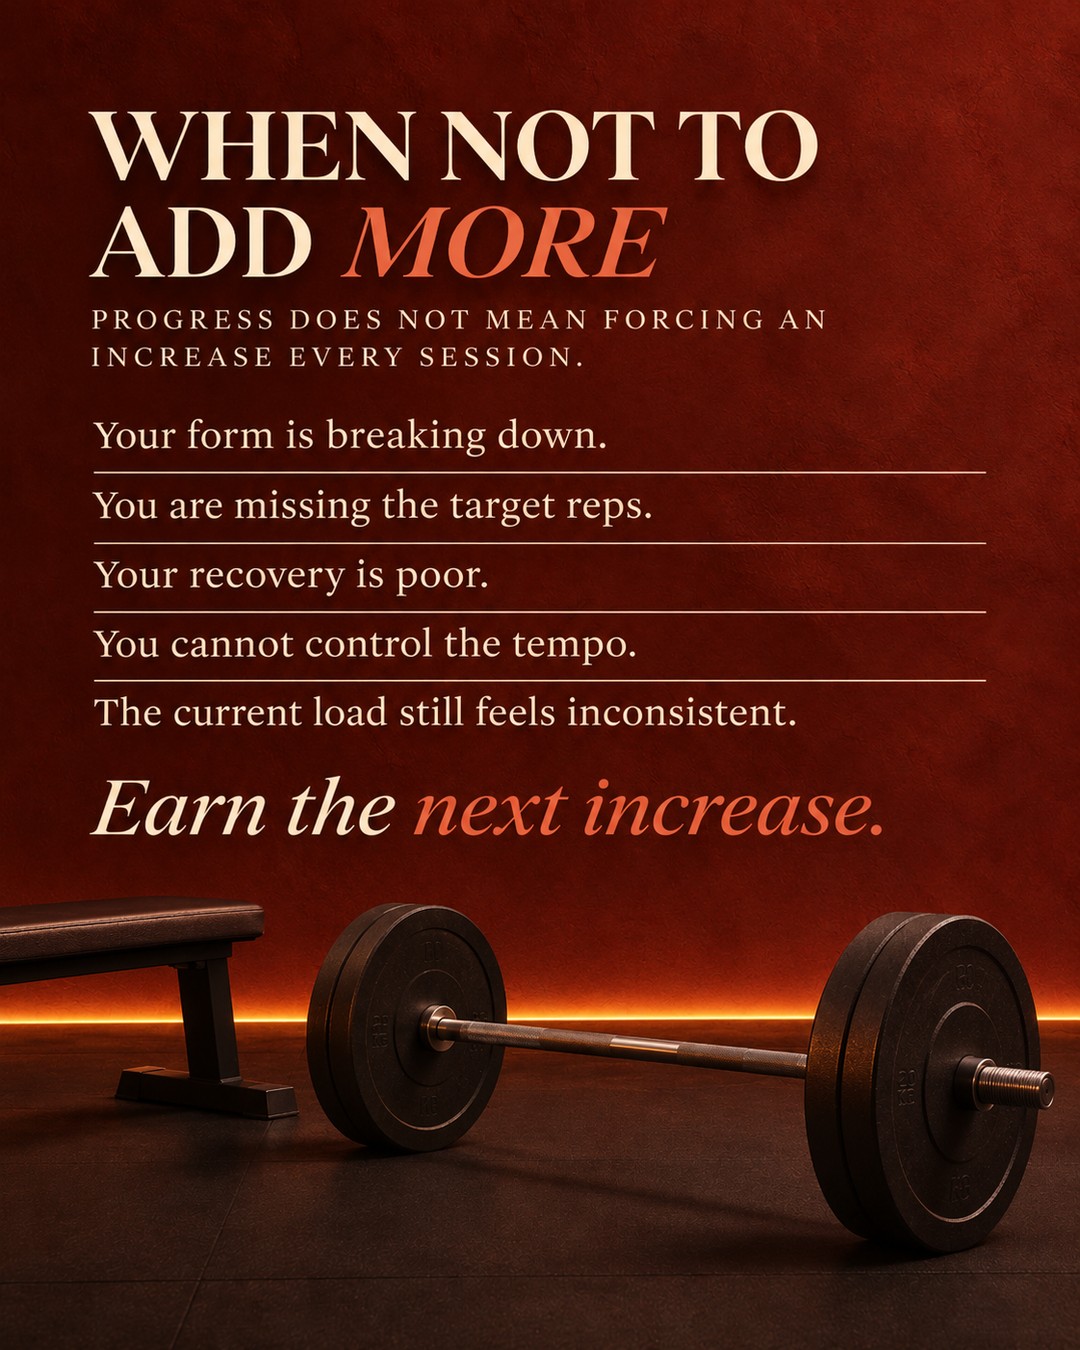 WHEN NOT TO
ADD MORE
PROGRESS DOES NOT MEAN FORCING AN
INCREASE EVERY SESSION.
Your form is breaking down.
You are missing the target reps.
Your recovery is poor.
You cannot control the tempo.
The current load still feels inconsistent.
Earn the next increase.